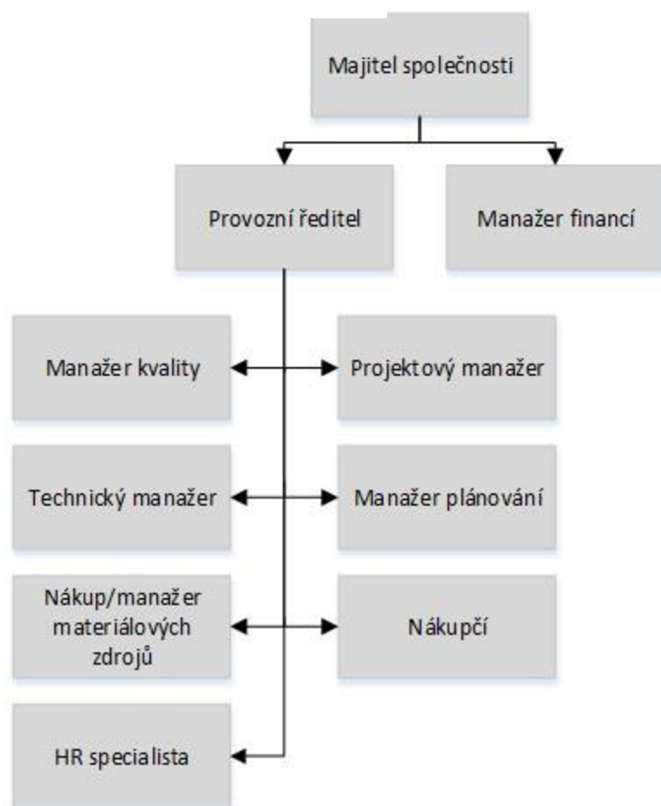 Majitel společnosti
Provozní ředitel
Manažer financí
Manažer kvality
Projektový manažer
Technický manažer
Manažer plánování
Nákup/manažer
materiálových
zdrojů
Nákupčí
HR specialista